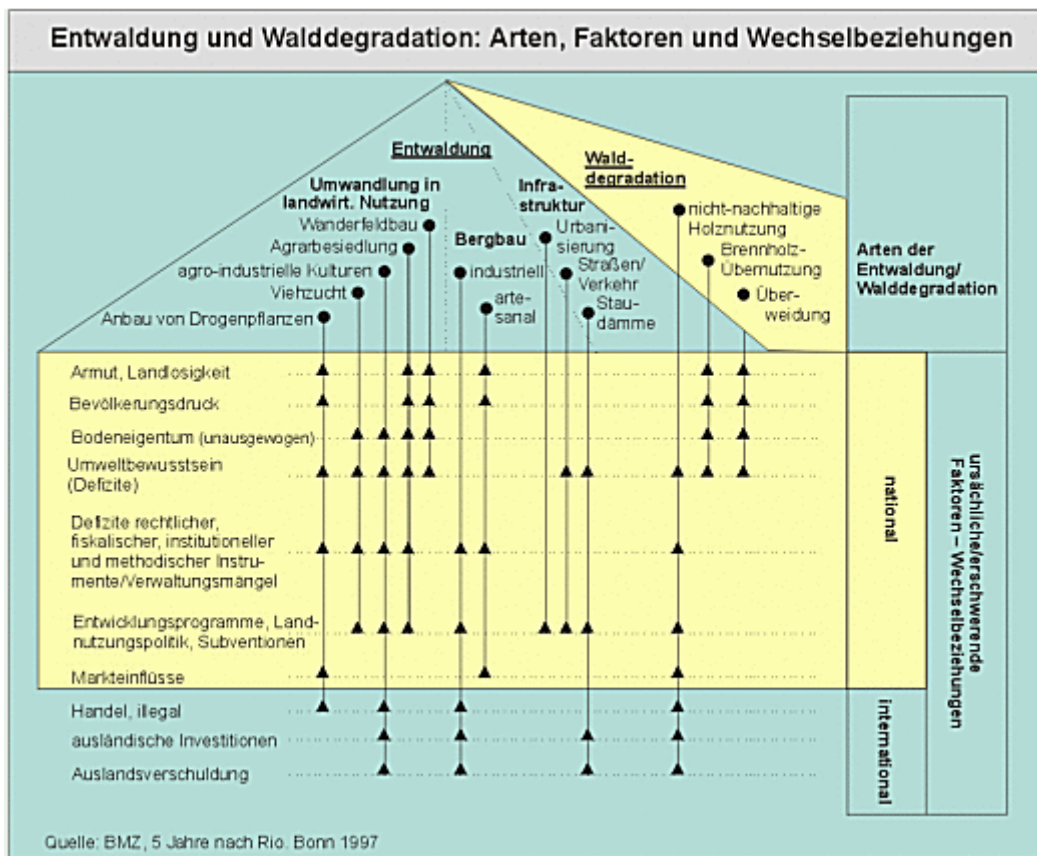 Entwaldung und Walddegradation: Arten, Faktoren und Wechselbeziehungen
Entwaldung
Umwandlung in
landwirt. Nutzung
Wanderfeldbau
Agrarbesiedlung
agro-industrielle Kulturen
Viehzucht
Anbau von Drogenpflanzen
Bergbau
industriell
arte-
sanal
Infra-
struktur
Urbani-
sierung
Straßen/
Verkehr
Stau-
dämme
Wald-
degradation
nicht-nachhaltige
Holznutzung
Brennholz-
Übernutzung
Über-
weidung
Arten der
Entwaldung/
Walddegradation
Armut, Landlosigkeit
Bevölkerungsdruck
Bodeneigentum (unausgewogen)
Umweltbewusstsein
(Defizite)
Defizite rechtlicher,
fiskalischer, institutioneller
und methodischer Instru-
mente/Verwaltungsmängel
Entwicklungsprogramme, Land-
nutzungspolitik, Subventionen
Markteinflüsse
Handel, illegal
ausländische Investitionen
Auslandsverschuldung
national
international
ursächliche/erschwerende
Faktoren – Wechselbeziehungen
Quelle: BMZ, 5 Jahre nach Rio. Bonn 1997